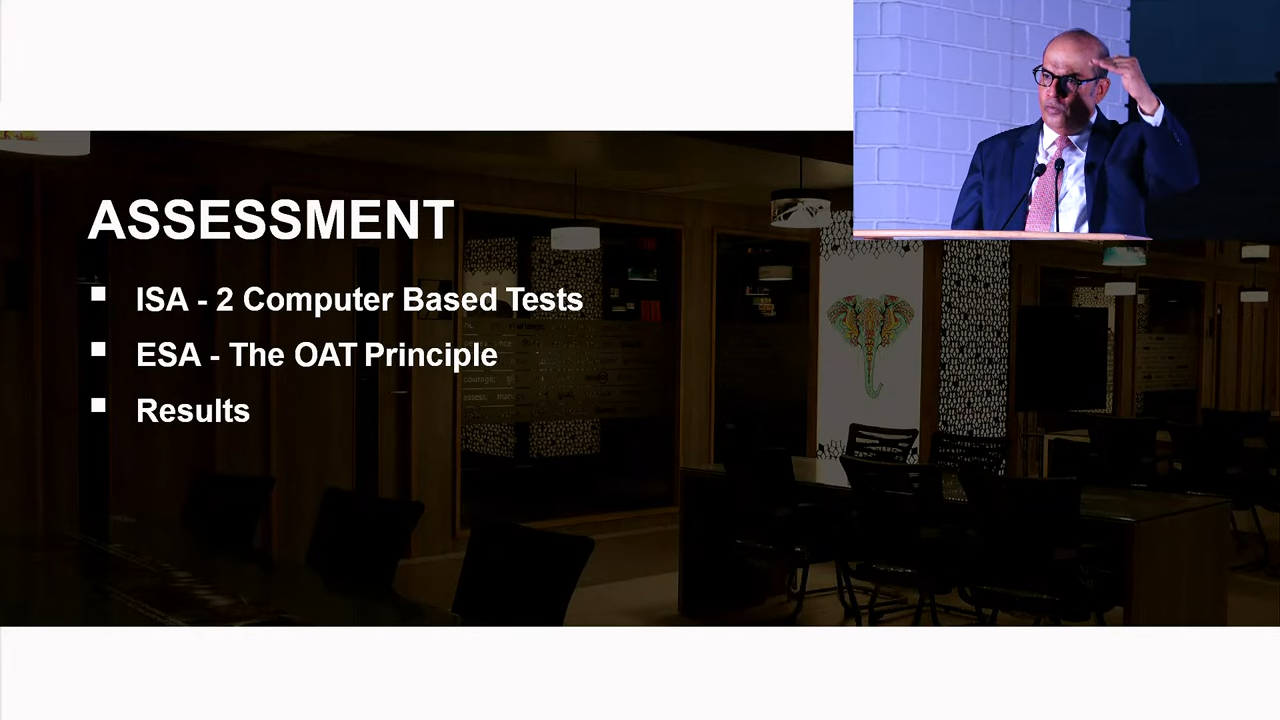 ASSESSMENT
ISA - 2 Computer Based Tests
ESA - The OAT Principle
Results